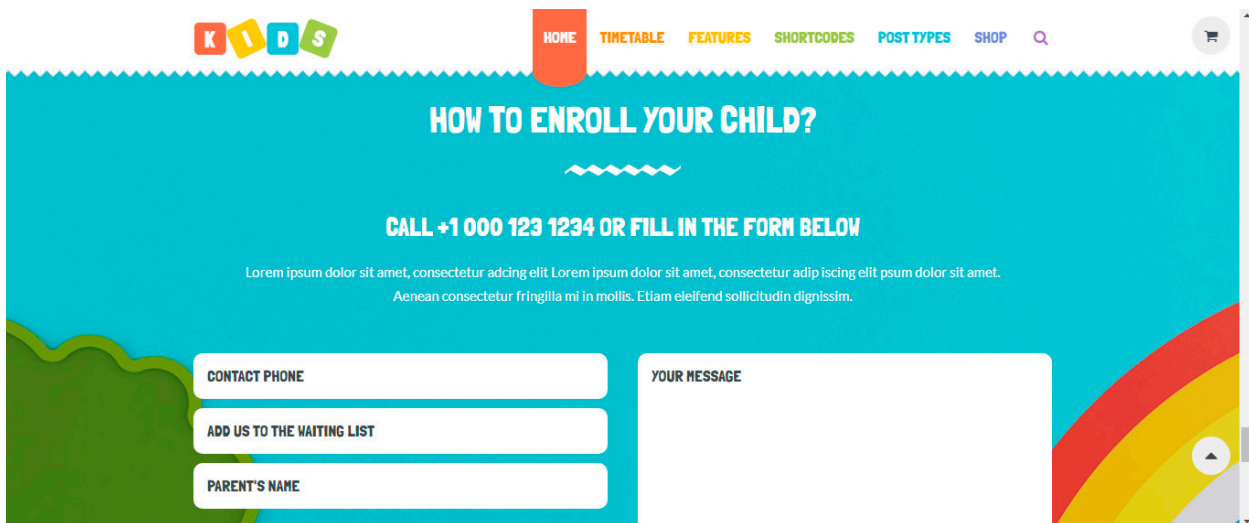 KIDS
HOME TIMETABLE FEATURES SHORTCODES POST TYPES SHOP
HOW TO ENROLL YOUR CHILD?
CALL +1 000 123 1234 OR FILL IN THE FORM BELOW
Lorem ipsum dolor sit amet, consectetur adcing elit Lorem ipsum dolor sit amet, consectetur adip iscing elit psum dolor sit amet.
Aenean consectetur fringilla mi in mollis. Etiam eleifend sollicitudin dignissim.
CONTACT PHONE
ADD US TO THE WAITING LIST
PARENT'S NAME
YOUR MESSAGE